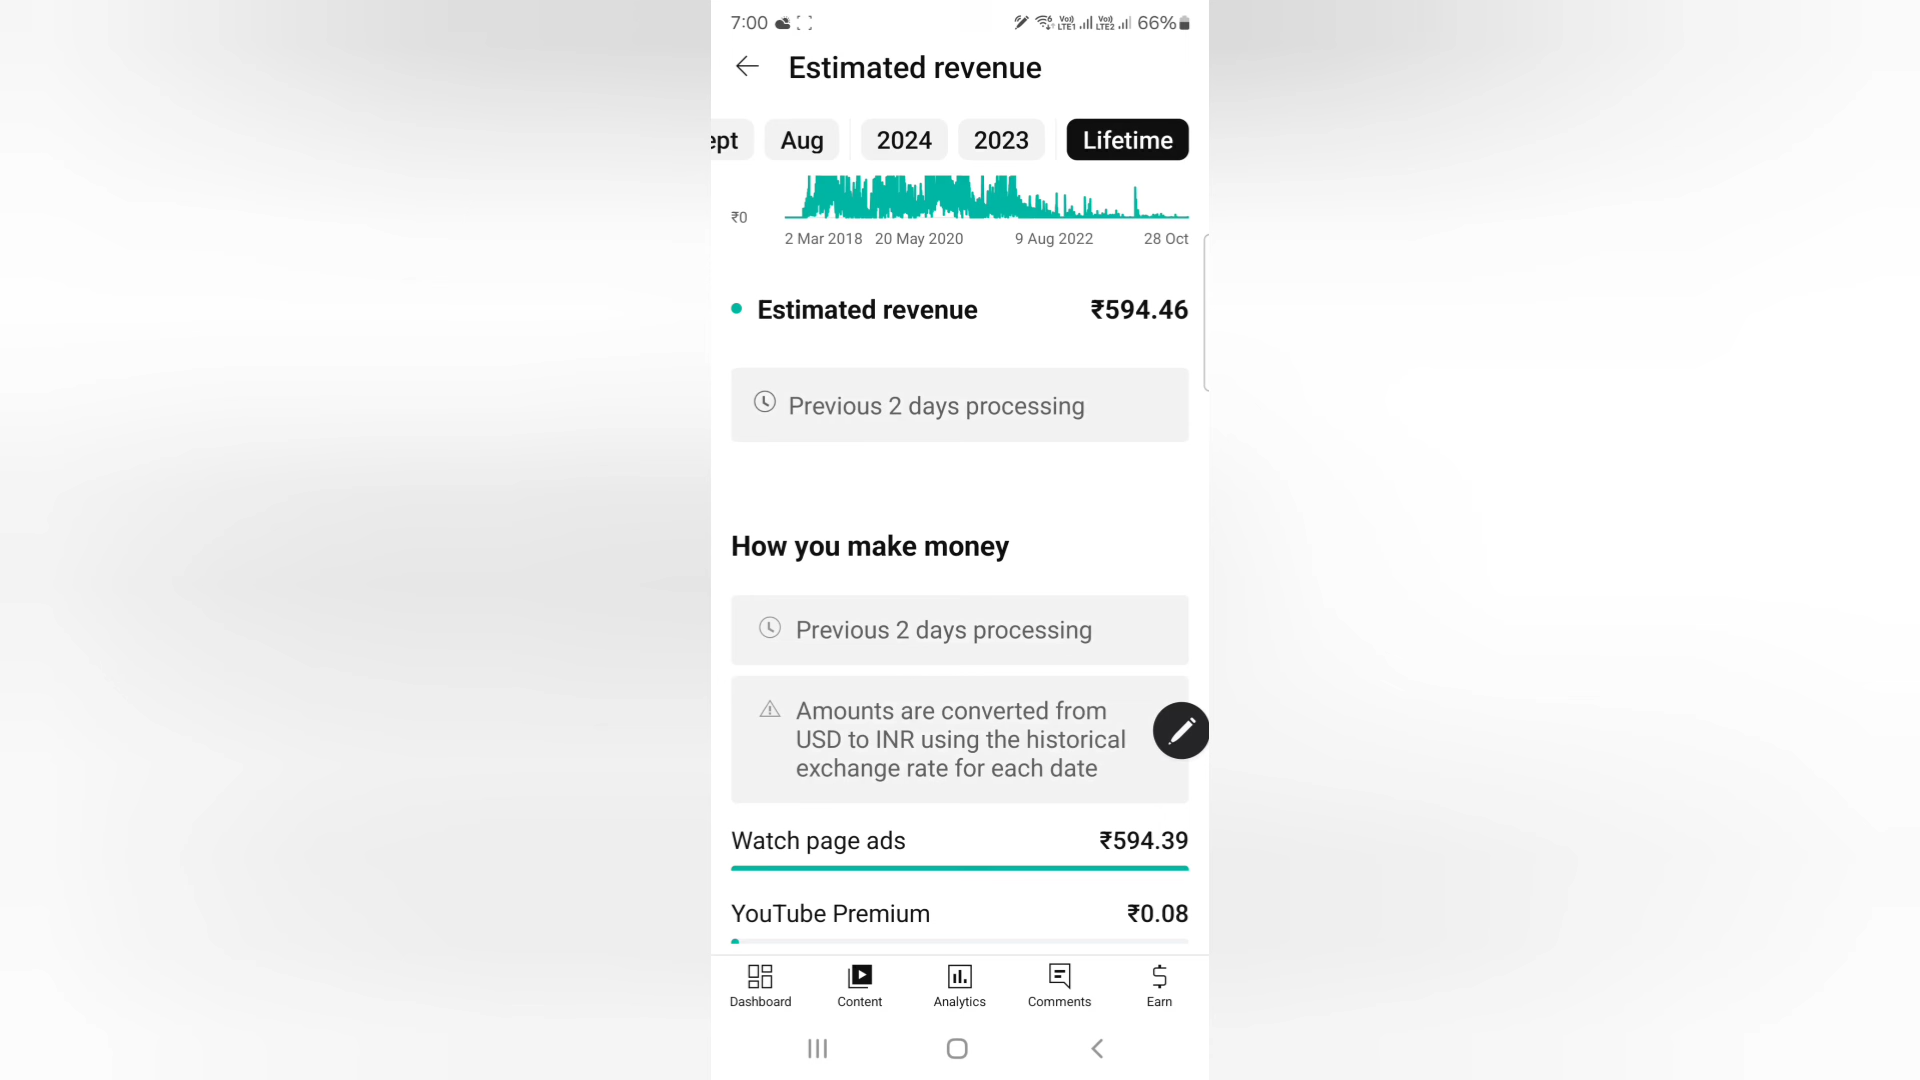 7:00 66%
Estimated revenue
ept Aug 2024 2023 Lifetime
₹0
2 Mar 2018 20 May 2020 9 Aug 2022 28 Oct
Estimated revenue ₹594.46
Previous 2 days processing
How you make money
Previous 2 days processing
Amounts are converted from
USD to INR using the historical
exchange rate for each date
Watch page ads ₹594.39
YouTube Premium ₹0.08
Dashboard Content Analytics Comments Earn